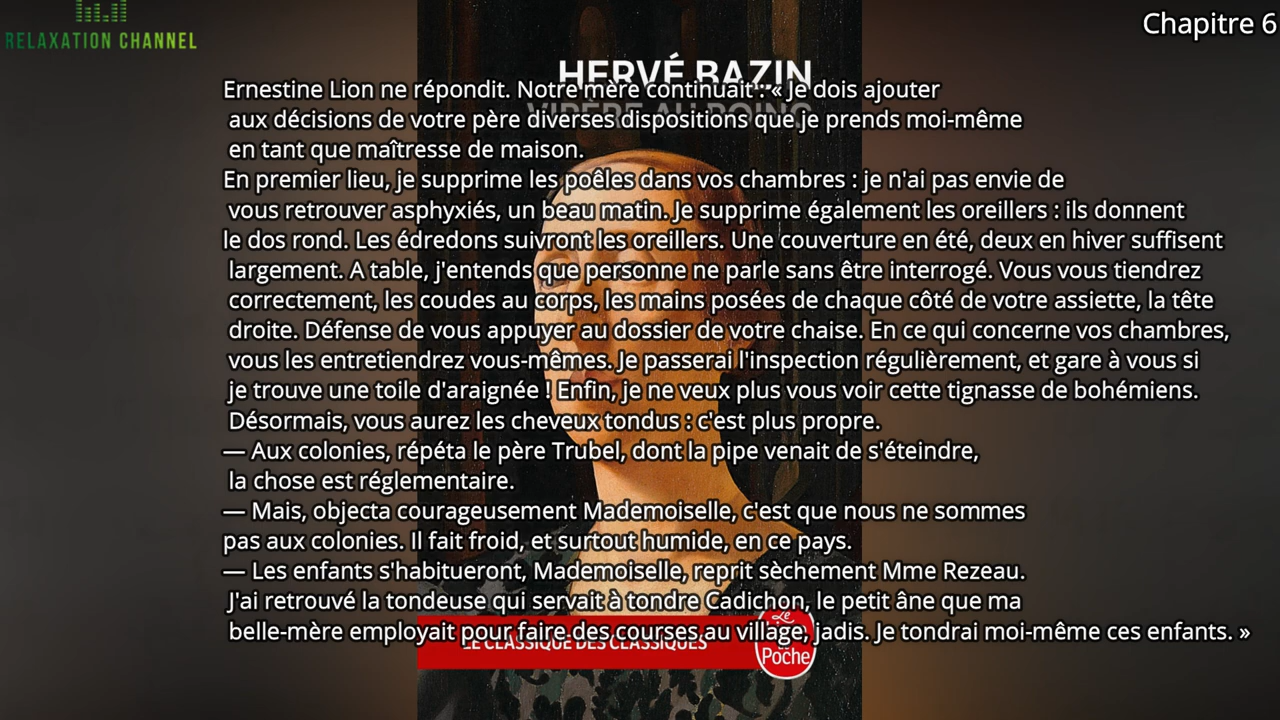 RELAXATION CHANNEL
Chapitre 6
HERVÉ BAZIN
VIPÈRE AU POING
Ernestine Lion ne répondit. Notre mère continuait : « Je dois ajouter
aux décisions de votre père diverses dispositions que je prends moi-même
en tant que maîtresse de maison.
En premier lieu, je supprime les poêles dans vos chambres : je n'ai pas envie de
vous retrouver asphyxiés, un beau matin. Je supprime également les oreillers : ils donnent
le dos rond. Les édredons suivront les oreillers. Une couverture en été, deux en hiver suffisent
largement. A table, j'entends que personne ne parle sans être interrogé. Vous vous tiendrez
correctement, les coudes au corps, les mains posées de chaque côté de votre assiette, la tête
droite. Défense de vous appuyer au dossier de votre chaise. En ce qui concerne vos chambres,
vous les entretiendrez vous-mêmes. Je passerai l'inspection régulièrement, et gare à vous si
je trouve une toile d'araignée ! Enfin, je ne veux plus vous voir cette tignasse de bohémiens.
Désormais, vous aurez les cheveux tondus : c'est plus propre.
— Aux colonies, répéta le père Trubel, dont la pipe venait de s'éteindre,
la chose est réglementaire.
— Mais, objecta courageusement Mademoiselle, c'est que nous ne sommes
pas aux colonies. Il fait froid, et surtout humide, en ce pays.
— Les enfants s'habitueront, Mademoiselle, reprit sèchement Mme Rezeau.
J'ai retrouvé la tondeuse qui servait à tondre Cadichon, le petit âne que ma
belle-mère employait pour faire des courses au village, jadis. Je tondrai moi-même ces enfants. »
LE CLASSIQUE DES CLASSIQUES
Le
Poche